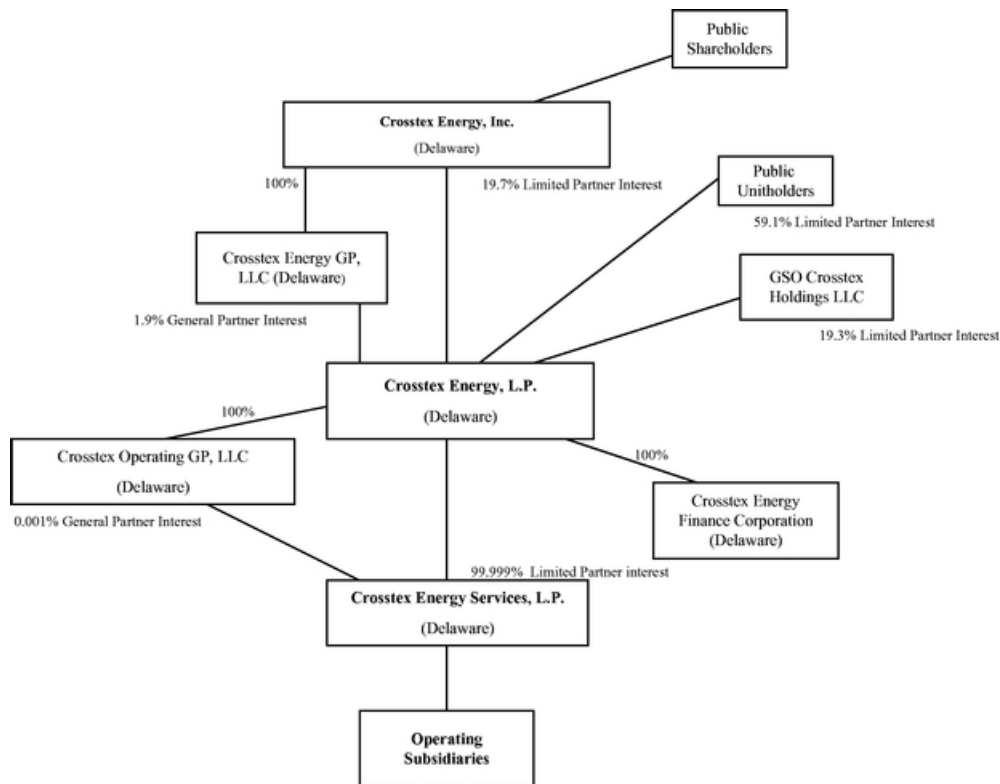 Public
Shareholders
Crosstex Energy, Inc.
(Delaware)
100%
19.7% Limited Partner Interest
Public
Unitholders
59.1% Limited Partner Interest
Crosstex Energy GP,
LLC (Delaware)
GSO Crosstex
Holdings LLC
1.9% General Partner Interest
19.3% Limited Partner Interest
Crosstex Energy, L.P.
(Delaware)
100%
Crosstex Operating GP, LLC
(Delaware)
100%
0.001% General Partner Interest
Crosstex Energy
Finance Corporation
(Delaware)
99.999% Limited Partner interest
Crosstex Energy Services, L.P.
(Delaware)
Operating
Subsidiaries